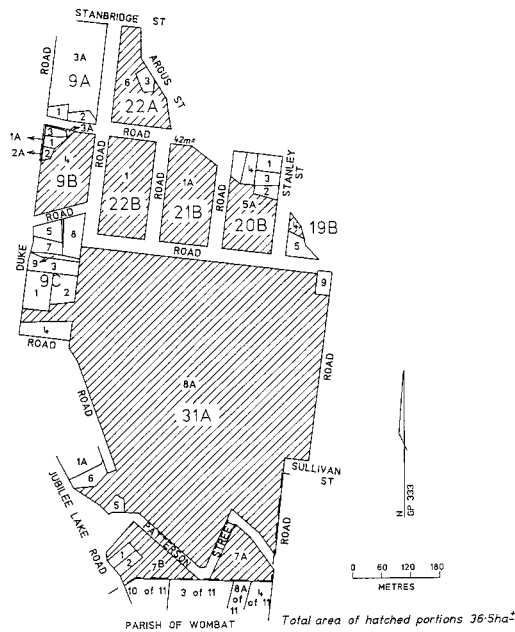 STANBRIDGE ST
ROAD
3A
9A
ARGUS ST
6
3
22A
1
2
3A
ROAD
1A
3
1
2A
2
4
9B
ROAD
1
22B
ROAD
42m²
1A
21B
ROAD
4
1
3
2
5A
20B
STANLEY ST
4
5
19B
ROAD
5
8
7
DUKE
9
3
9C
1
2
4
ROAD
ROAD
9
ROAD
8A
31A
ROAD
1A
6
5
JUBILEE LAKE ROAD
SULLIVAN ST
PATTERSON
STREET
1
2
7B
7A
ROAD
10 of 11
3 of 11
8A of 11
4 of 11
PARISH OF WOMBAT
N
GP 333
0
180
METRES
Total area of hatched portions 36·5ha±